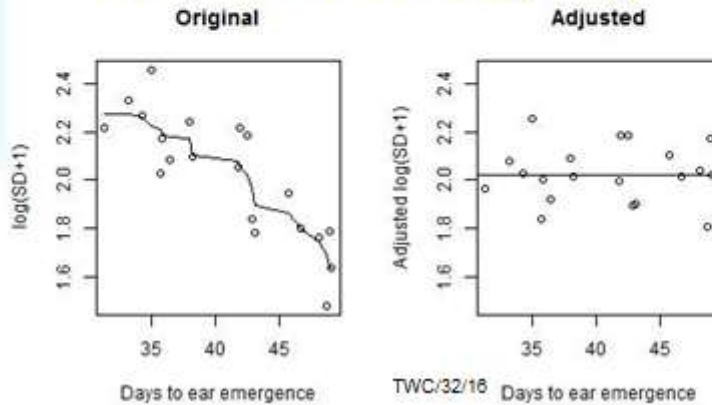 Original
Adjusted
log(SD+1)
2.4
2.2
2.0
1.8
1.6
35
40
45
Days to ear emergence
Adjusted log(SD+1)
2.4
2.2
2.0
1.8
1.6
35
40
45
TWC/32/16
Days to ear emergence